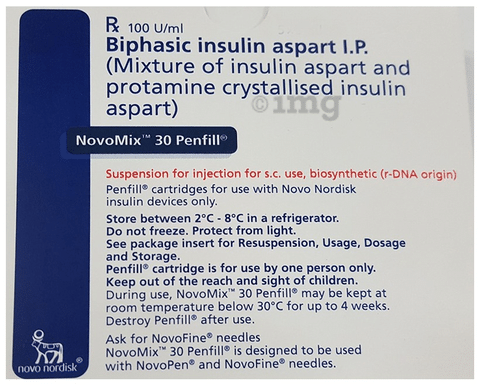 Rx 100 U/ml
Biphasic insulin aspart I.P.
(Mixture of insulin aspart and
protamine crystallised insulin
aspart)
©img
NovoMix™ 30 Penfill®
Suspension for injection for s.c. use, biosynthetic (r-DNA origin)
Penfill® cartridges for use with Novo Nordisk
insulin devices only.
Store between 2°C - 8°C in a refrigerator.
Do not freeze. Protect from light.
See package insert for Resuspension, Usage, Dosage
and Storage.
Penfill® cartridge is for use by one person only.
Keep out of the reach and sight of children.
During use, NovoMix™ 30 Penfill® may be kept at
room temperature below 30°C for up to 4 weeks.
Destroy Penfill® after use.
Ask for NovoFine® needles
NovoMix™ 30 Penfill® is designed to be used
with NovoPen® and NovoFine® needles.
novo nordisk®